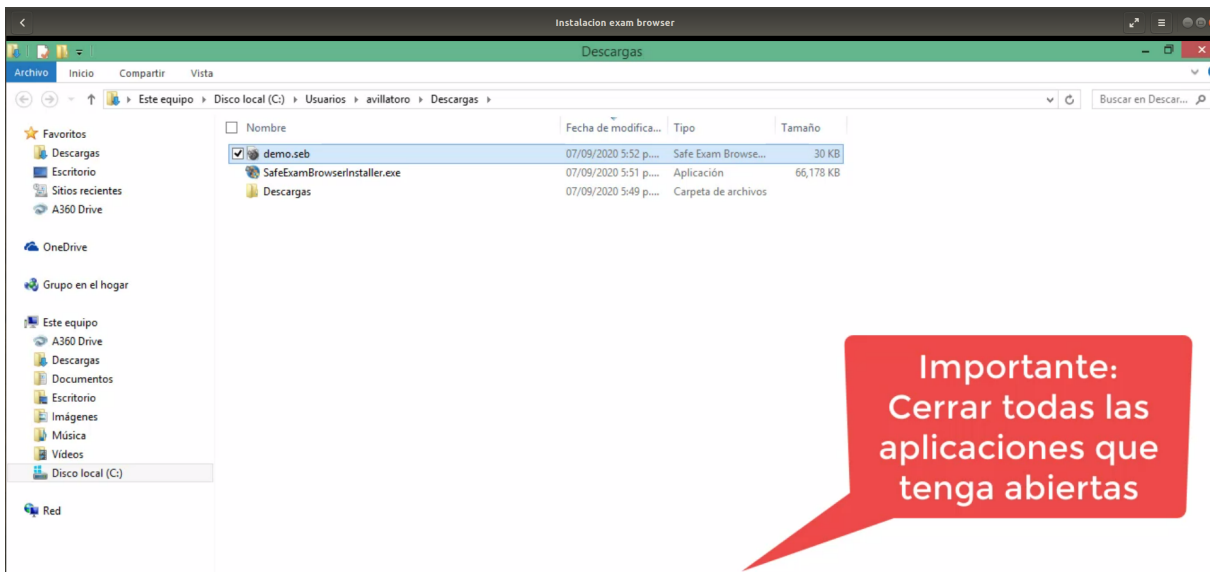 Instalacion exam browser
Descargas
Archivo Inicio Compartir Vista
Este equipo Disco local (C:) Usuarios avillatoro Descargas
Buscar en Descar...
Nombre Fecha de modifica... Tipo Tamaño
demo.seb 07/09/2020 5:52 p.... Safe Exam Browse... 30 KB
SafeExamBrowserInstaller.exe 07/09/2020 5:51 p.... Aplicación 66,178 KB
Descargas 07/09/2020 5:49 p.... Carpeta de archivos
Favoritos
Descargas
Escritorio
Sitios recientes
A360 Drive
OneDrive
Grupo en el hogar
Este equipo
A360 Drive
Descargas
Documentos
Escritorio
Imágenes
Música
Vídeos
Disco local (C:)
Red
Importante:
Cerrar todas las
aplicaciones que
tenga abiertas